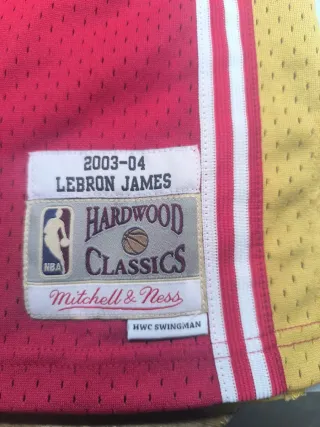 2003-04
LEBRON JAMES
HARDWOOD
CLASSICS
NBA
Mitchell & Ness
HWC SWINGMAN